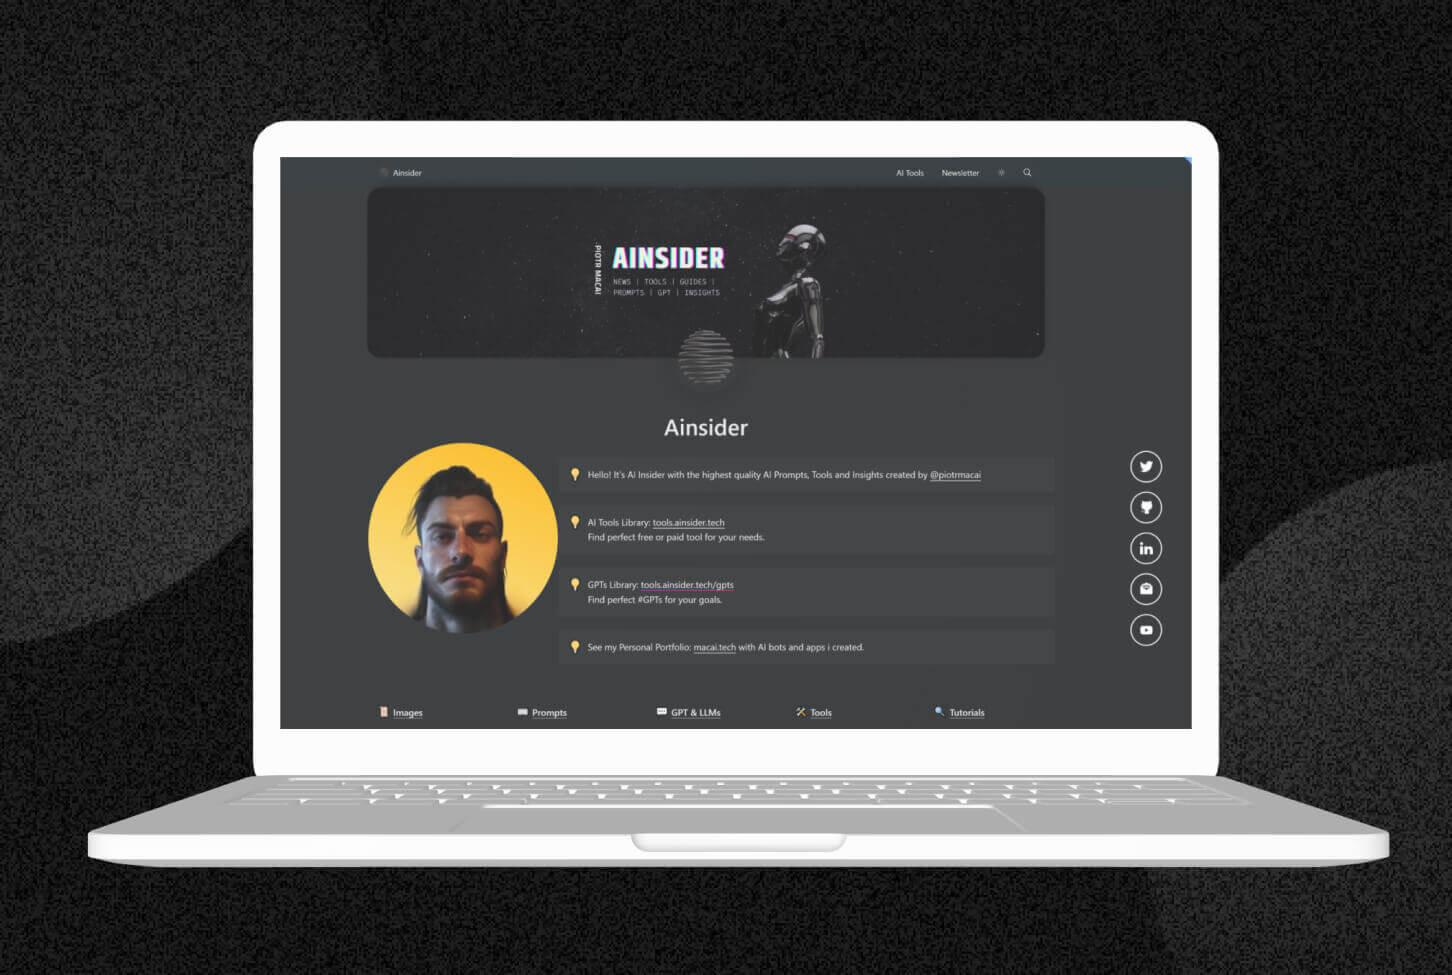 Ainsider
AI Tools
Newsletter
PIOTR MACAI
AINSIDER
NEWS | TOOLS | GUIDES |
PROMPTS | GPT | INSIGHTS
Ainsider
Hello! It's AI Insider with the highest quality AI Prompts, Tools and Insights created by @piotrmacai
AI Tools Library: tools.ainsider.tech
Find perfect free or paid tool for your needs.
GPTs Library: tools.ainsider.tech/gpts
Find perfect #GPTs for your goals.
See my Personal Portfolio: macai.tech with AI bots and apps i created.
in
Images
Prompts
GPT & LLMs
Tools
Tutorials